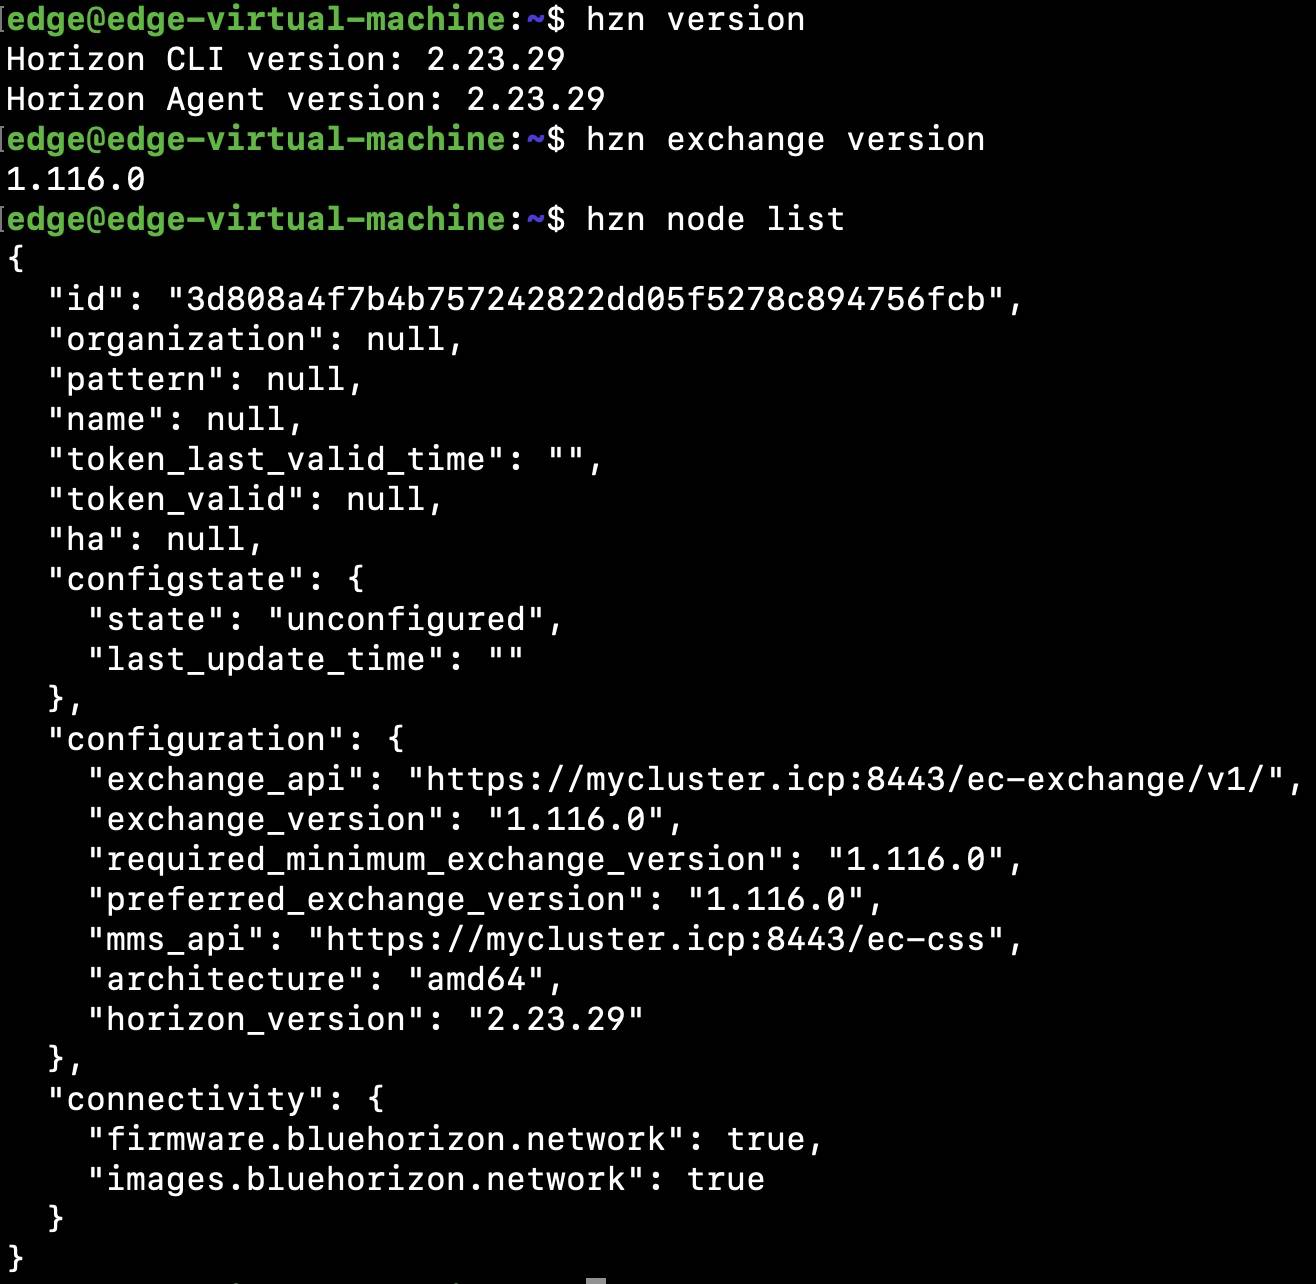 edge@edge-virtual-machine:~$ hzn version
Horizon CLI version: 2.23.29
Horizon Agent version: 2.23.29
edge@edge-virtual-machine:~$ hzn exchange version
1.116.0
edge@edge-virtual-machine:~$ hzn node list
{
  "id": "3d808a4f7b4b757242822dd05f5278c894756fcb",
  "organization": null,
  "pattern": null,
  "name": null,
  "token_last_valid_time": "",
  "token_valid": null,
  "ha": null,
  "configstate": {
    "state": "unconfigured",
    "last_update_time": ""
  },
  "configuration": {
    "exchange_api": "https://mycluster.icp:8443/ec-exchange/v1/",
    "exchange_version": "1.116.0",
    "required_minimum_exchange_version": "1.116.0",
    "preferred_exchange_version": "1.116.0",
    "mms_api": "https://mycluster.icp:8443/ec-css",
    "architecture": "amd64",
    "horizon_version": "2.23.29"
  },
  "connectivity": {
    "firmware.bluehorizon.network": true,
    "images.bluehorizon.network": true
  }
}